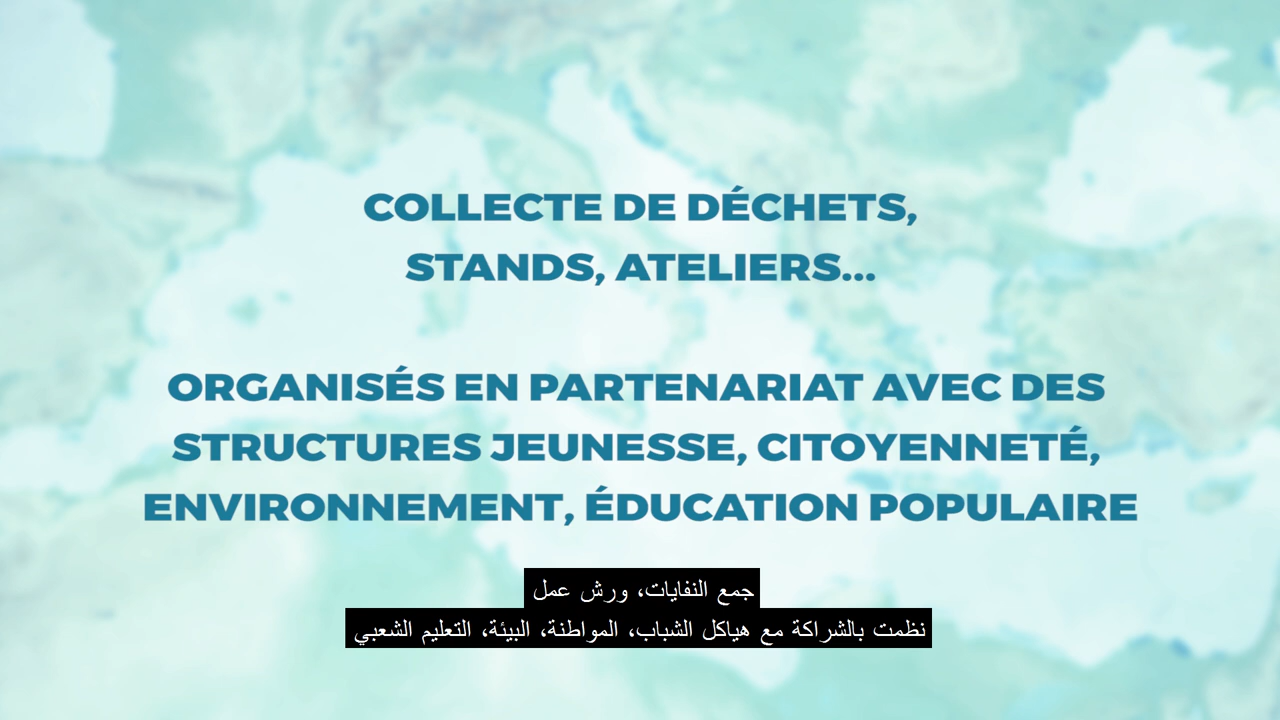 COLLECTE DE DÉCHETS,
STANDS, ATELIERS...
ORGANISÉS EN PARTENARIAT AVEC DES
STRUCTURES JEUNESSE, CITOYENNETÉ,
ENVIRONNEMENT, ÉDUCATION POPULAIRE
جمع النفايات، ورش عمل
نظمت بالشراكة مع هياكل الشباب، المواطنة، البيئة، التعليم الشعبي